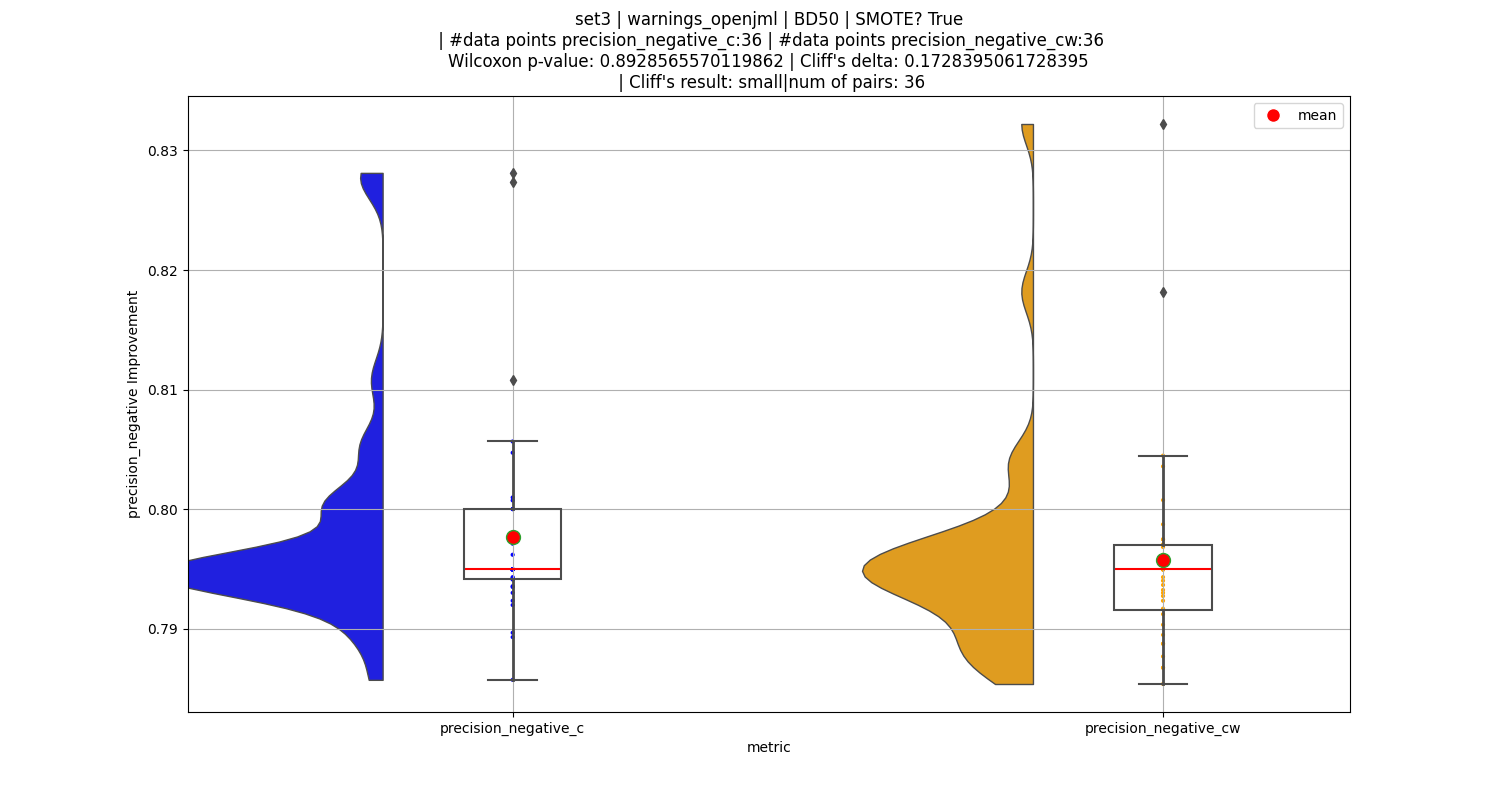 set3 | warnings_openjml | BD50 | SMOTE? True
| #data points precision_negative_c:36 | #data points precision_negative_cw:36
Wilcoxon p-value: 0.8928565570119862 | Cliff's delta: 0.1728395061728395
| Cliff's result: small|num of pairs: 36
mean
0.83
0.82
0.81
0.80
0.79
precision_negative Improvement
precision_negative_c
precision_negative_cw
metric